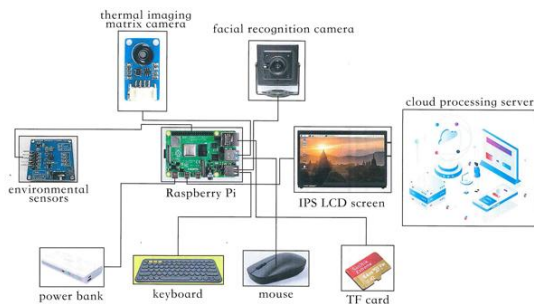 thermal imaging
matrix camera
facial recognition camera
cloud processing server
environmental
sensors
Raspberry Pi
IPS LCD screen
power bank
keyboard
mouse
TF card